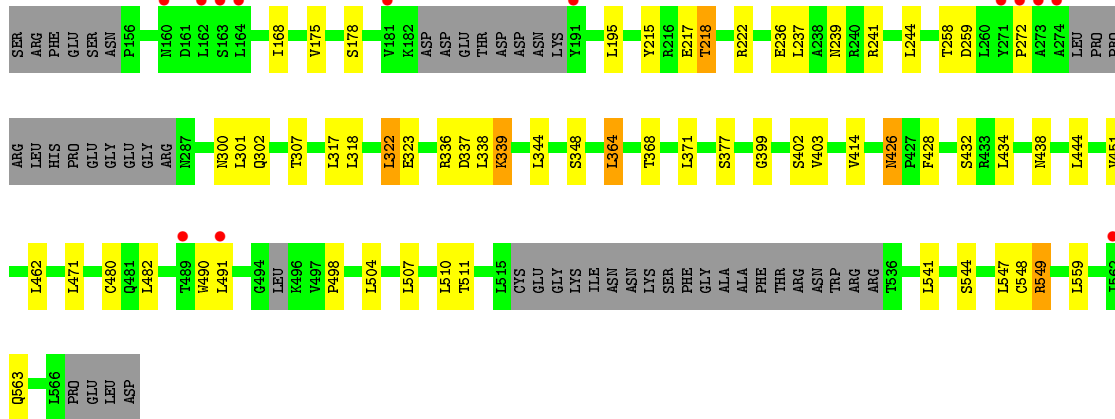 SER ARG PHE GLU SER ASN P156 N160 D161 L162 S163 L164 I168 V175 S178 V181 K182 ASP ASP GLU THR ASP ASP ASN LYS Y191 L195 Y215 R216 E217 T218 R222 E236 L237 A238 N239 R240 R241 L244 T258 D259 L260 Y271 P272 A273 A274 LEU PRO PRO
ARG LEU HIS PRO GLU GLY GLU GLY ARG N287 N300 L301 Q302 T307 L317 L318 L322 E323 R336 D337 L338 K339 L344 S348 L364 T368 L371 S377 G399 S402 V403 V414 N426 P427 F428 S432 R433 L434 N438 L444 V451
L462 L471 C480 Q481 L482 T489 W490 L491 G494 LEU K496 V497 P498 L504 L507 L510 T511 L515 CYS GLU GLY LYS ILE ASN ASN LYS SER PHE GLY ALA ALA PHE THR ARG ASN TRP ARG ARG T536 L541 S544 L547 C548 R549 L559 I562
Q563 L566 PRO GLU LEU ASP